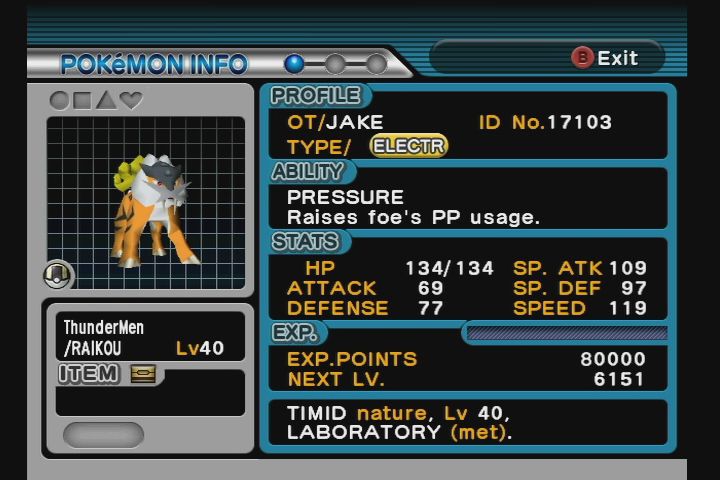 POKéMON INFO
B Exit
PROFILE
OT/JAKE ID No.17103
TYPE/ ELECTR
ABILITY
PRESSURE
Raises foe's PP usage.
STATS
HP 134/134 SP. ATK 109
ATTACK 69 SP. DEF 97
DEFENSE 77 SPEED 119
ThunderMen
/RAIKOU Lv40
ITEM
EXP.
EXP.POINTS 80000
NEXT LV. 6151
TIMID nature, Lv 40,
LABORATORY (met).